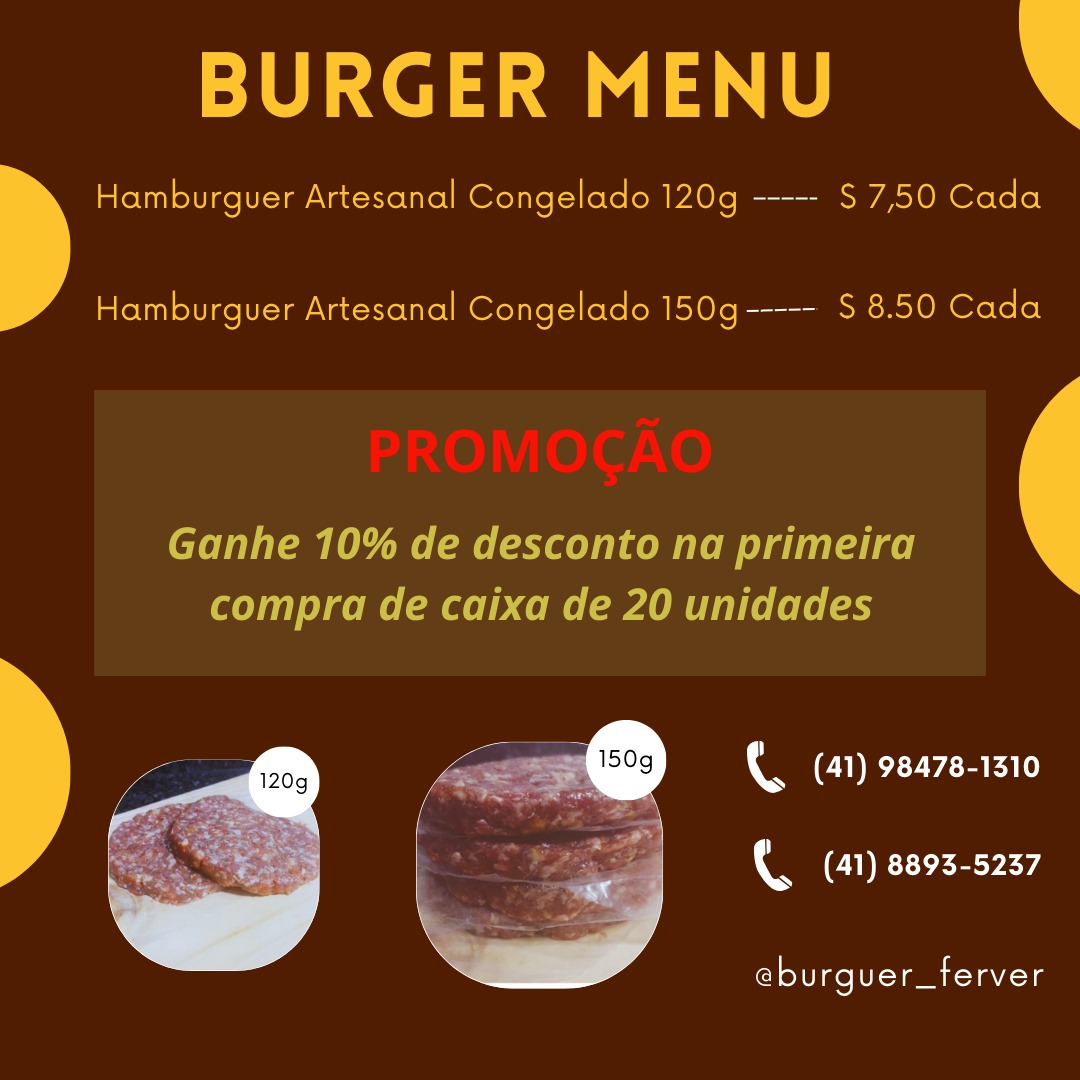 BURGER MENU
Hamburguer Artesanal Congelado 120g ----- $ 7,50 Cada
Hamburguer Artesanal Congelado 150g ----- $ 8.50 Cada
PROMOÇÃO
Ganhe 10% de desconto na primeira
compra de caixa de 20 unidades
120g
150g
(41) 98478-1310
(41) 8893-5237
@burguer_ferver